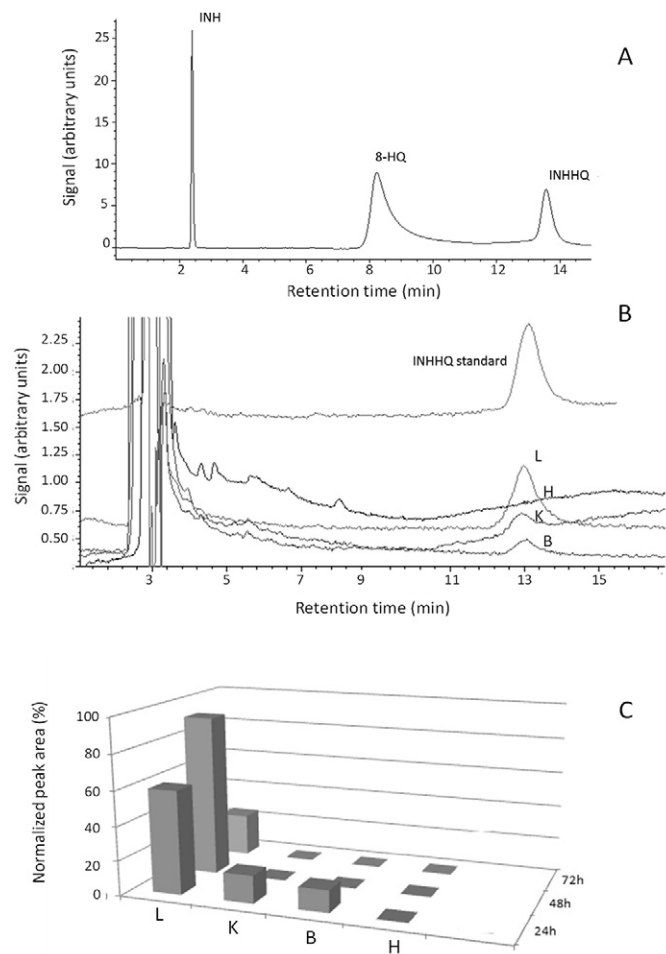 INH
A
8-HQ
INHHQ
Signal (arbitrary units)
25
20
15
10
5
0
2 4 6 8 10 12 14
Retention time (min)
B
INHHQ standard
L
H
K
B
Signal (arbitrary units)
2.25
2.00
1.75
1.50
1.25
1.00
0.75
0.50
3 5 7 9 11 13 15
Retention time (min)
C
Normalized peak area (%)
100
80
60
40
20
0
L K B H
72h
48h
24h